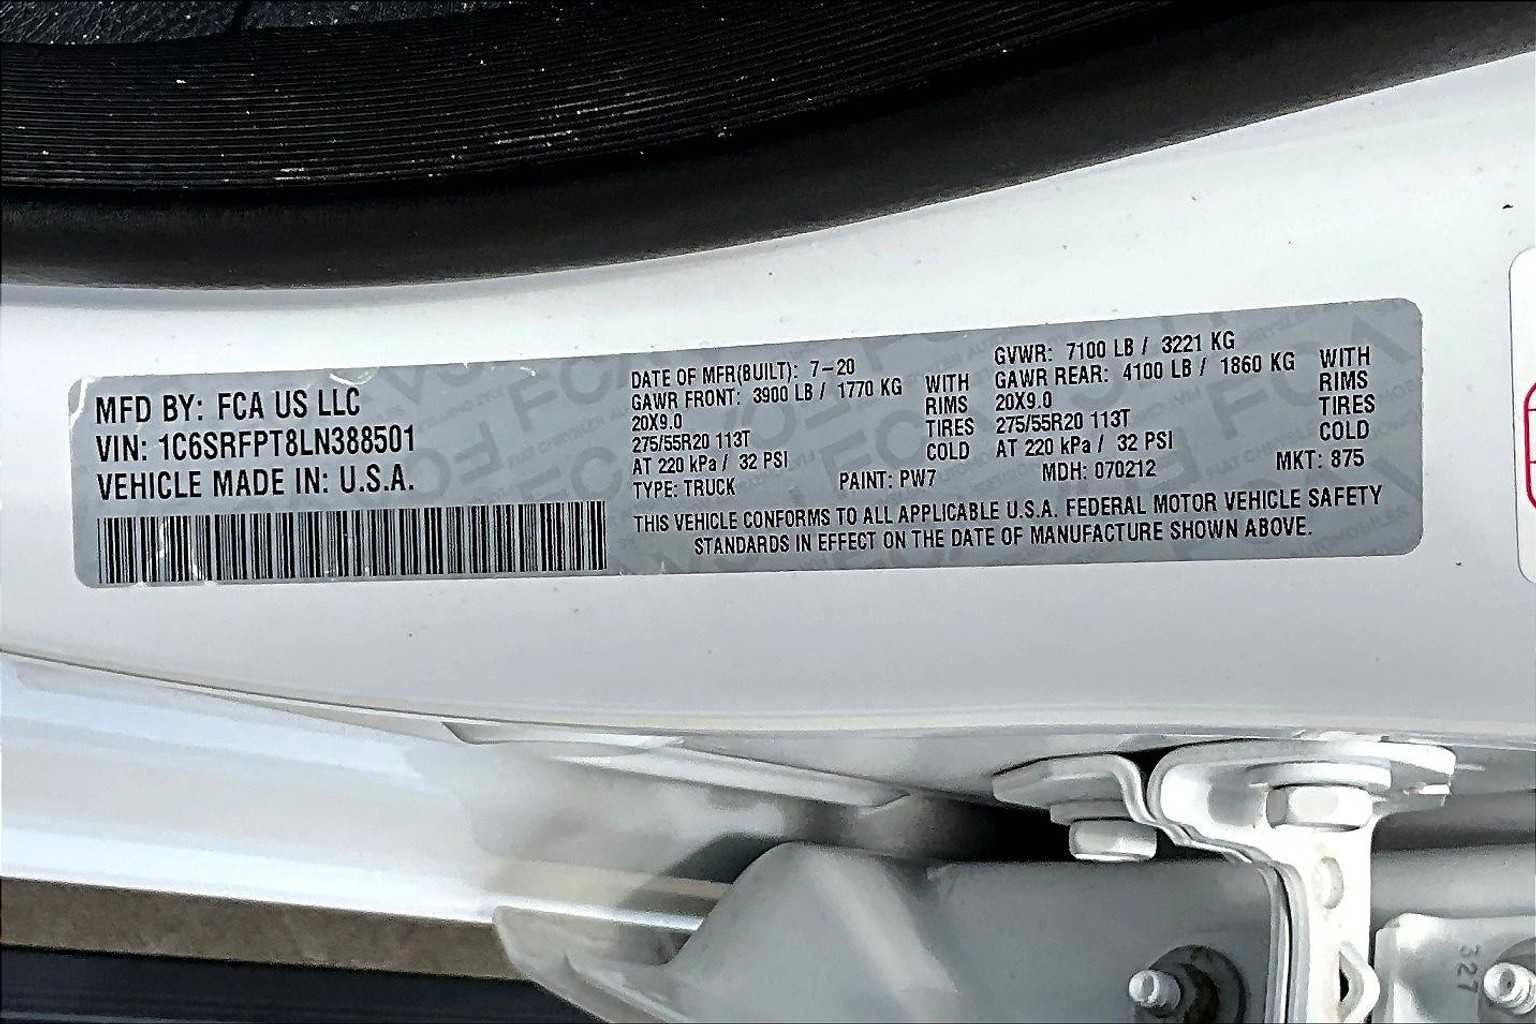 MFD BY: FCA US LLC
VIN: 1C6SRFPT8LN388501
VEHICLE MADE IN: U.S.A.
DATE OF MFR(BUILT): 7-20
GAWR FRONT: 3900 LB / 1770 KG WITH
20X9.0 RIMS
275/55R20 113T TIRES
AT 220 kPa / 32 PSI COLD
TYPE: TRUCK
GVWR: 7100 LB / 3221 KG
GAWR REAR: 4100 LB / 1860 KG WITH
20X9.0 RIMS
275/55R20 113T TIRES
AT 220 kPa / 32 PSI COLD
PAINT: PW7 MDH: 070212 MKT: 875
THIS VEHICLE CONFORMS TO ALL APPLICABLE U.S.A. FEDERAL MOTOR VEHICLE SAFETY
STANDARDS IN EFFECT ON THE DATE OF MANUFACTURE SHOWN ABOVE.
321